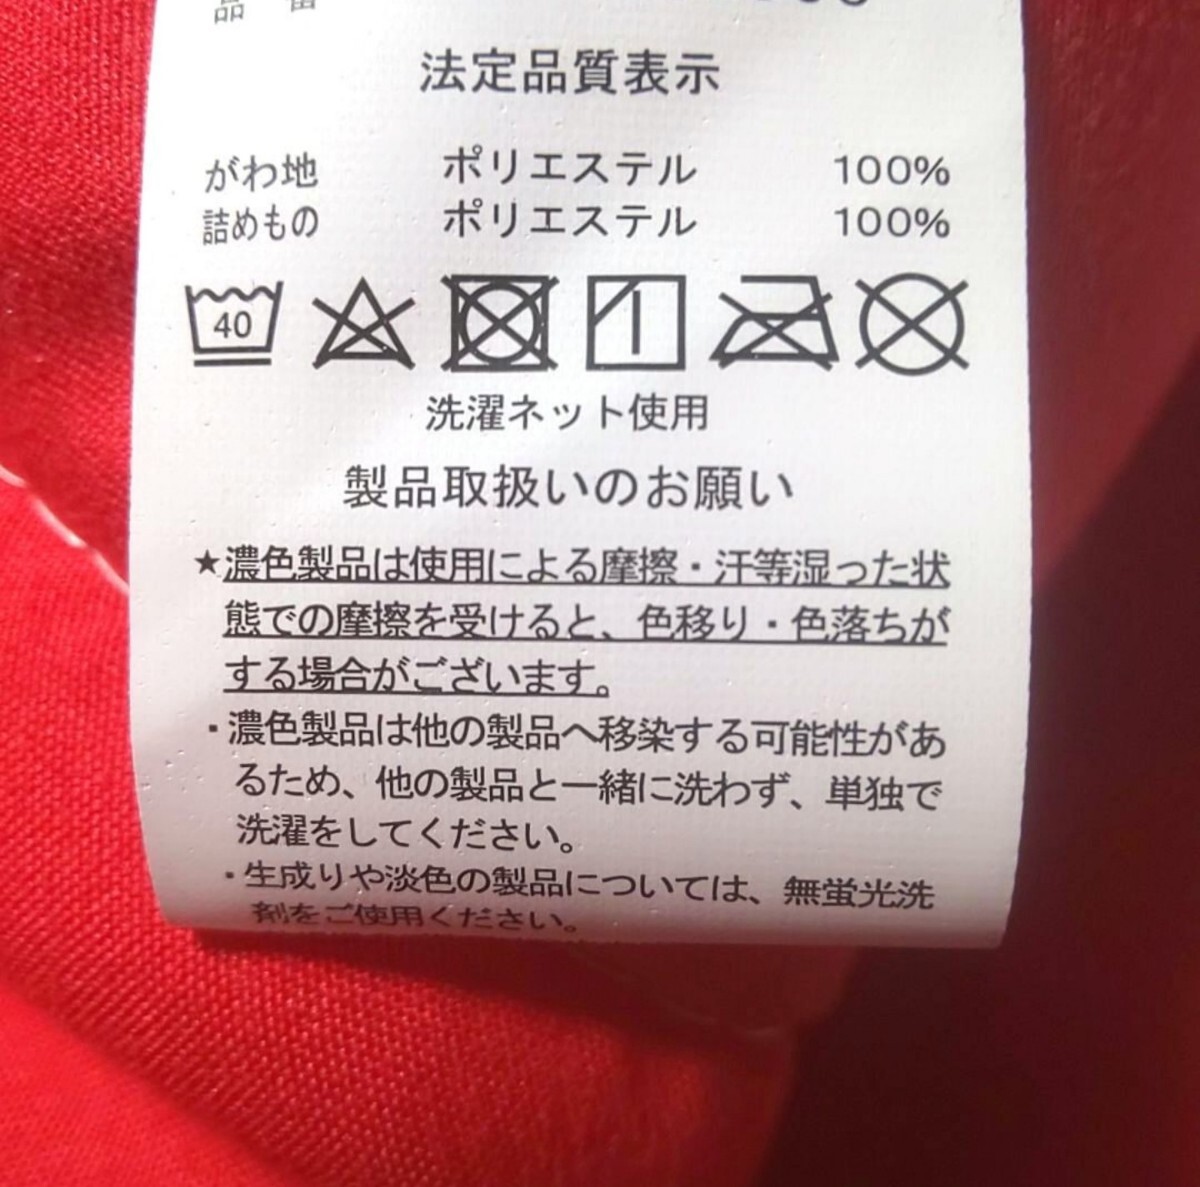 品番
法定品質表示
がわ地 ポリエステル 100%
詰めもの ポリエステル 100%
40
洗濯ネット使用
製品取扱いのお願い
★濃色製品は使用による摩擦・汗等湿った状
態での摩擦を受けると、色移り・色落ちが
する場合がございます。
・濃色製品は他の製品へ移染する可能性があ
るため、他の製品と一緒に洗わず、単独で
洗濯をしてください。
・生成りや淡色の製品については、無蛍光洗
剤をご使用ください。